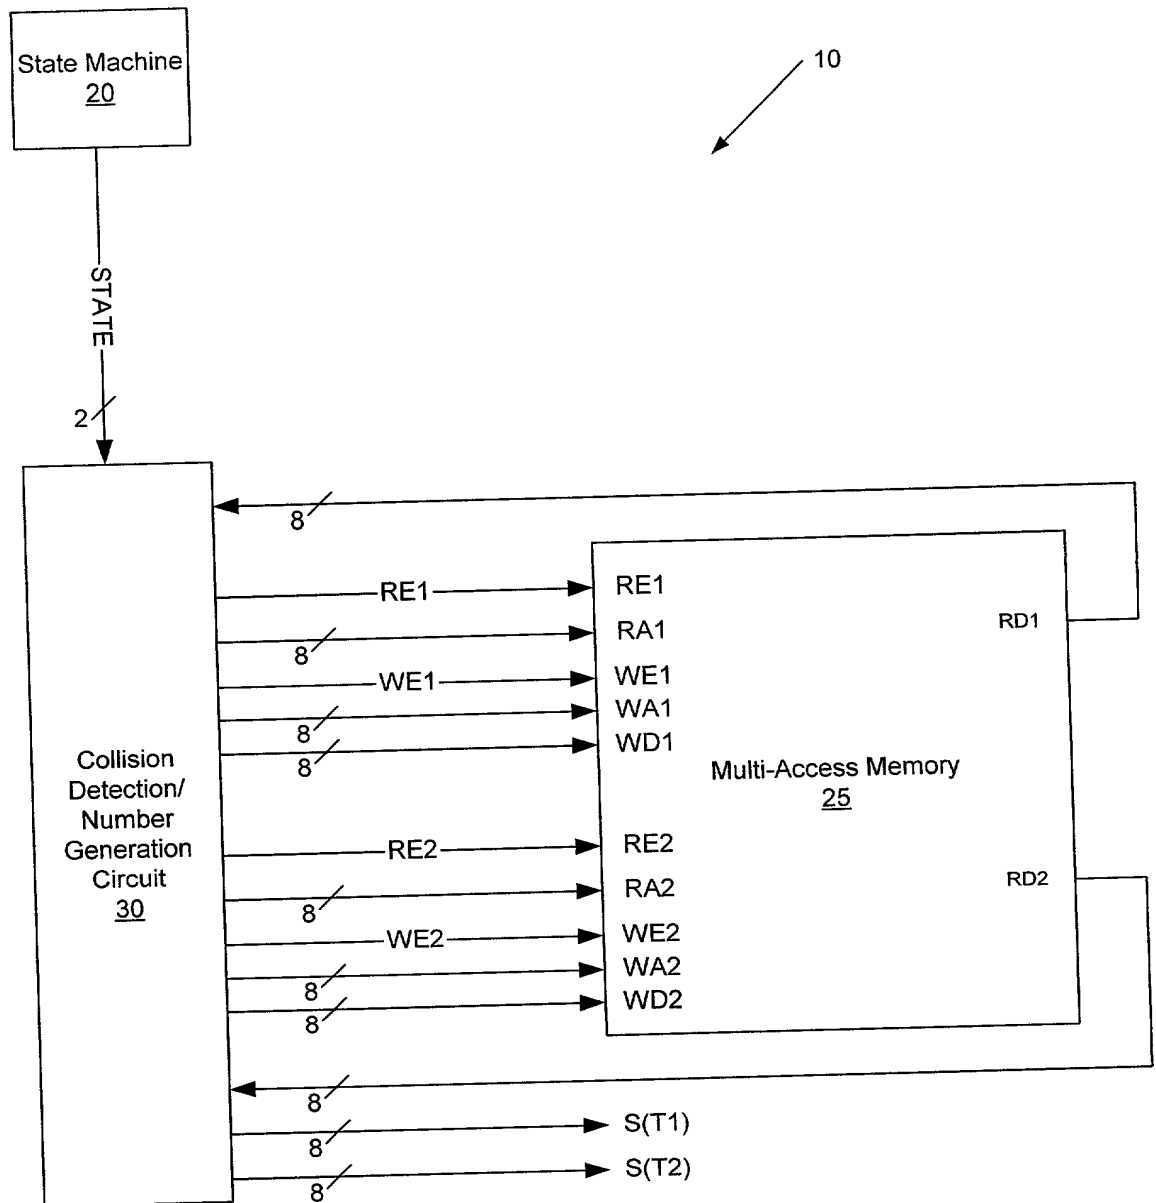 State Machine
20
10
STATE
2
8
RE1
8
WE1
8
8
RE1
RA1
WE1
WA1
WD1
RD1
Collision
Detection/
Number
Generation
Circuit
30
Multi-Access Memory
25
RE2
8
WE2
8
8
RE2
RA2
WE2
WA2
WD2
RD2
8
8
S(T1)
8
S(T2)